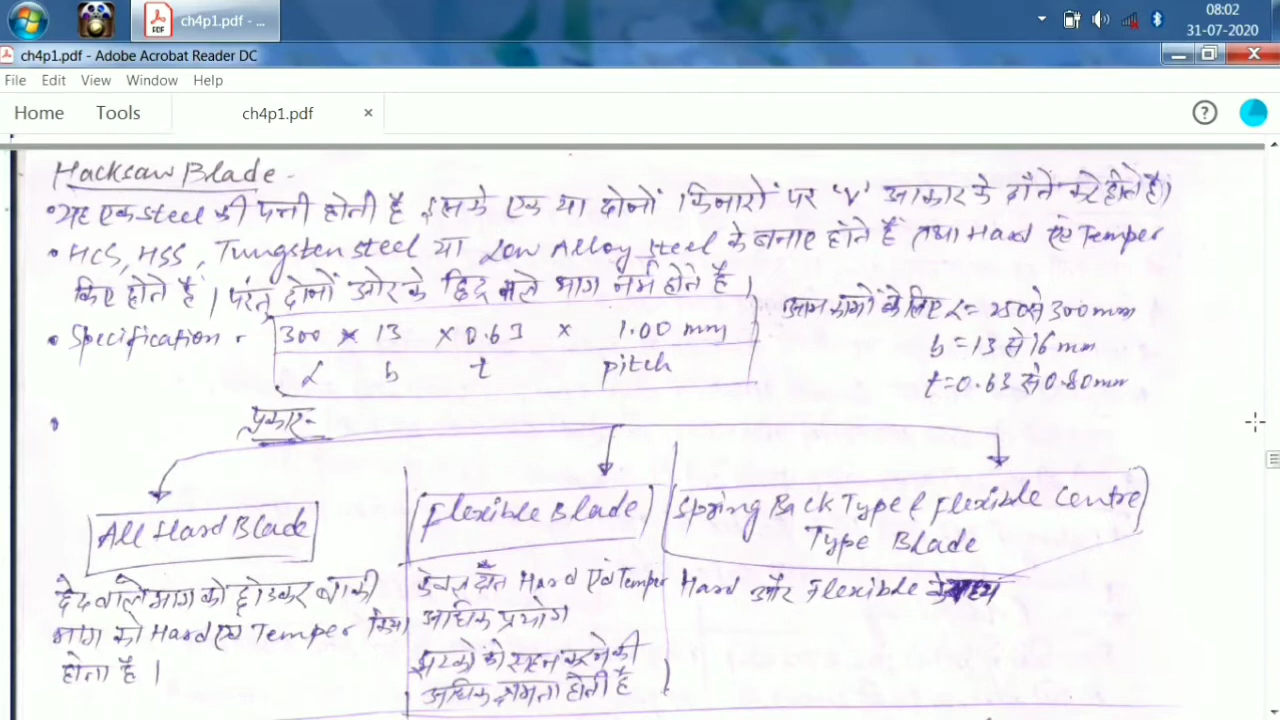 ch4p1.pdf - ...
08:02
31-07-2020
ch4p1.pdf - Adobe Acrobat Reader DC
File Edit View Window Help
Home Tools ch4p1.pdf ×
Hacksaw Blade -
• यह एक steel की पत्ती होती है इसके एक या दोनों किनारों पर 'V' आकार के दाँते कटे होते है।
• HCS, HSS, Tungsten steel या Low Alloy steel के बनाए होते है तथा Hard एवं Temper
किए होते है। परंतु दोनों ओर के छिद्र वाले भाग नर्म होते है।
आम कामों के लिए L = 250 से 300 mm
• Specification - 300 × 13 × 0.63 × 1.00 mm
b = 13 से 16 mm
L b t pitch
t = 0.63 से 0.80 mm
• प्रकार -
All Hard Blade
छेद वाले भाग को छोडकर बाकी
भाग को Hard एवं Temper किया
होता है।
Flexible Blade
केवल दाँत Hard एवं Temper
अधिक प्रयोग
झटको को सहन करने की
अधिक क्षमता होती है।
Spring Back Type & Flexible Centre
Type Blade
Hard और Flexible के मध्य